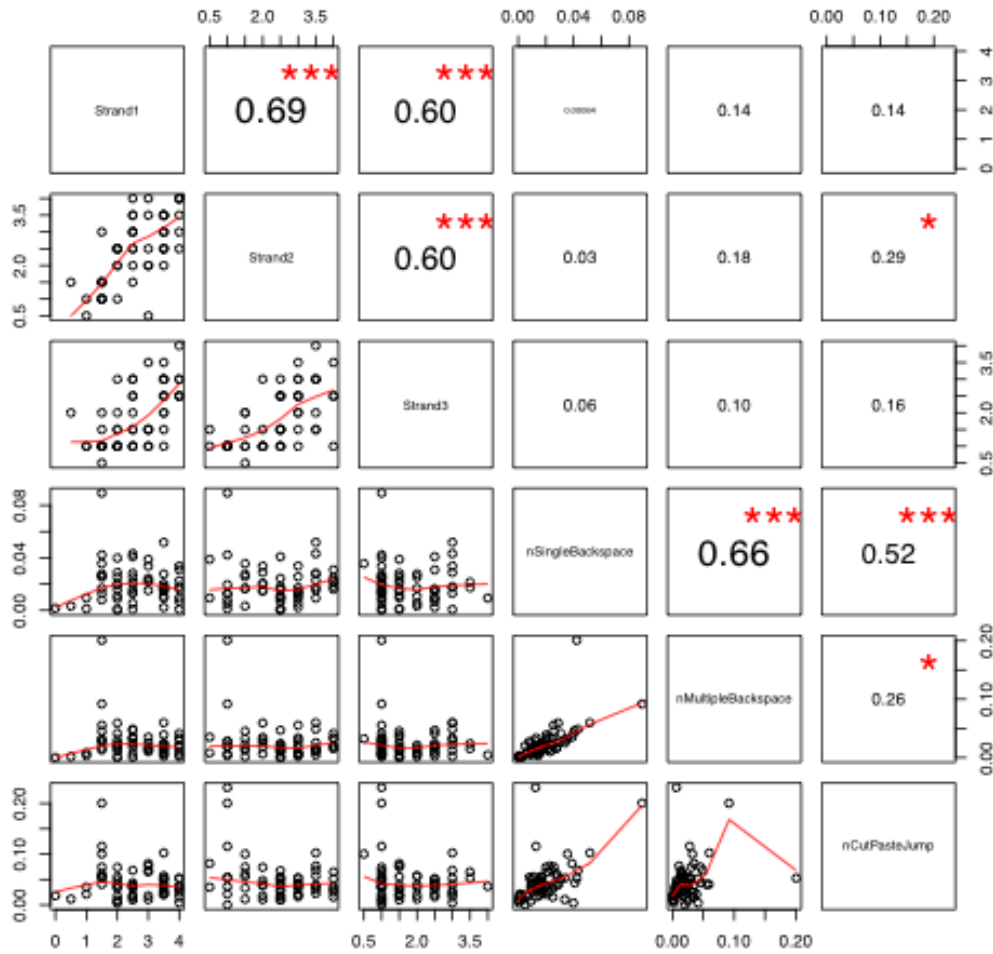 0.5 2.0 3.5 0.00 0.04 0.08 0.00 0.10 0.20
Strand1 *** 0.69 *** 0.60 0.14 0.14 0 1 2 3 4
0.5 2.0 3.5 Strand2 *** 0.60 0.03 0.18 * 0.29
Strand3 0.06 0.10 0.16 0.5 2.0 3.5
0.00 0.04 0.08 nSingleBackspace *** 0.66 *** 0.52
nMultipleBackspace * 0.26 0.00 0.10 0.20
0.00 0.10 0.20 nCutPasteJump
0 1 2 3 4 0.5 2.0 3.5 0.00 0.10 0.20